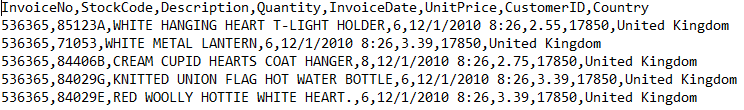 InvoiceNo,StockCode,Description,Quantity,InvoiceDate,UnitPrice,CustomerID,Country
536365,85123A,WHITE HANGING HEART T-LIGHT HOLDER,6,12/1/2010 8:26,2.55,17850,United Kingdom
536365,71053,WHITE METAL LANTERN,6,12/1/2010 8:26,3.39,17850,United Kingdom
536365,84406B,CREAM CUPID HEARTS COAT HANGER,8,12/1/2010 8:26,2.75,17850,United Kingdom
536365,84029G,KNITTED UNION FLAG HOT WATER BOTTLE,6,12/1/2010 8:26,3.39,17850,United Kingdom
536365,84029E,RED WOOLLY HOTTIE WHITE HEART.,6,12/1/2010 8:26,3.39,17850,United Kingdom